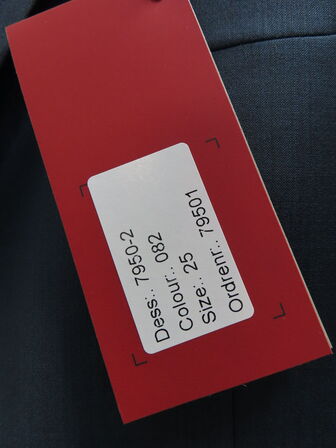 Dess:. 7950-2
Colour:. 082
Size:. 25
Ordrenr:. 79501